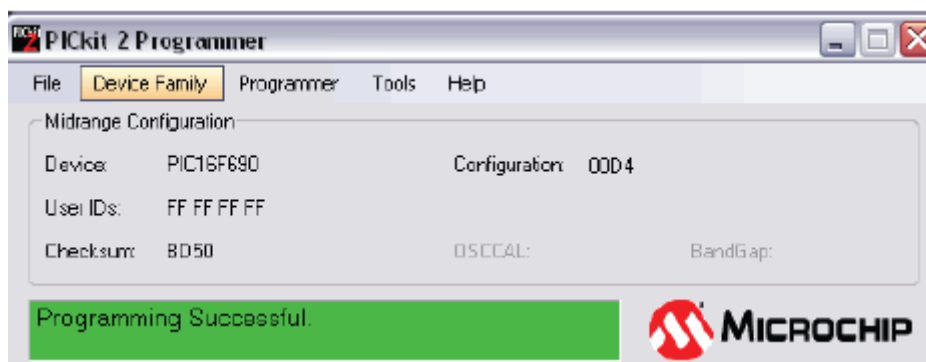 PICkit 2 Programmer
File Device Family Programmer Tools Help
Midrange Configuration
Device: PIC16F690 Configuration: 00D4
User IDs: FF FF FF FF
Checksum: BD50 OSCCAL: BandGap:
Programming Successful.
MICROCHIP